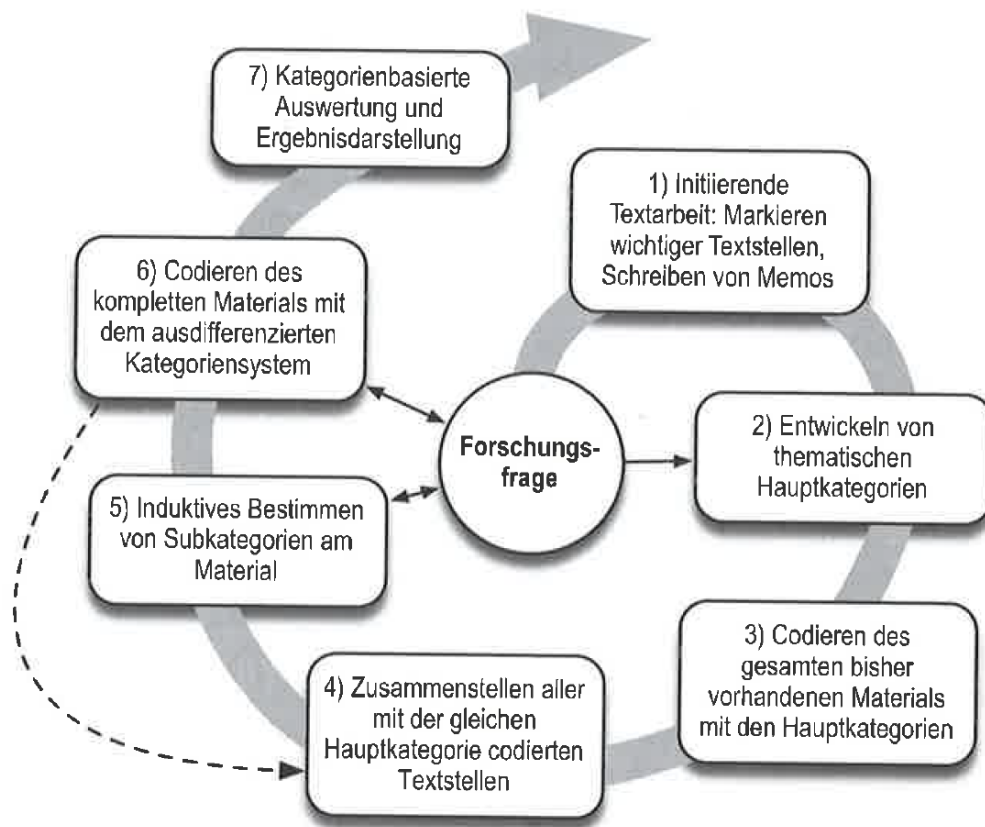 7) Kategorienbasierte
Auswertung und
Ergebnisdarstellung
1) Initiierende
Textarbeit: Markieren
wichtiger Textstellen,
Schreiben von Memos
6) Codieren des
kompletten Materials mit
dem ausdifferenzierten
Kategoriensystem
Forschungs-
frage
2) Entwickeln von
thematischen
Hauptkategorien
5) Induktives Bestimmen
von Subkategorien am
Material
3) Codieren des
gesamten bisher
vorhandenen Materials
mit den Hauptkategorien
4) Zusammenstellen aller
mit der gleichen
Hauptkategorie codierten
Textstellen